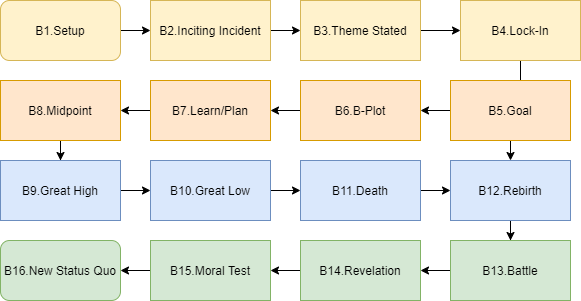 B1.Setup
B2.Inciting Incident
B3.Theme Stated
B4.Lock-In
B8.Midpoint
B7.Learn/Plan
B6.B-Plot
B5.Goal
B9.Great High
B10.Great Low
B11.Death
B12.Rebirth
B16.New Status Quo
B15.Moral Test
B14.Revelation
B13.Battle